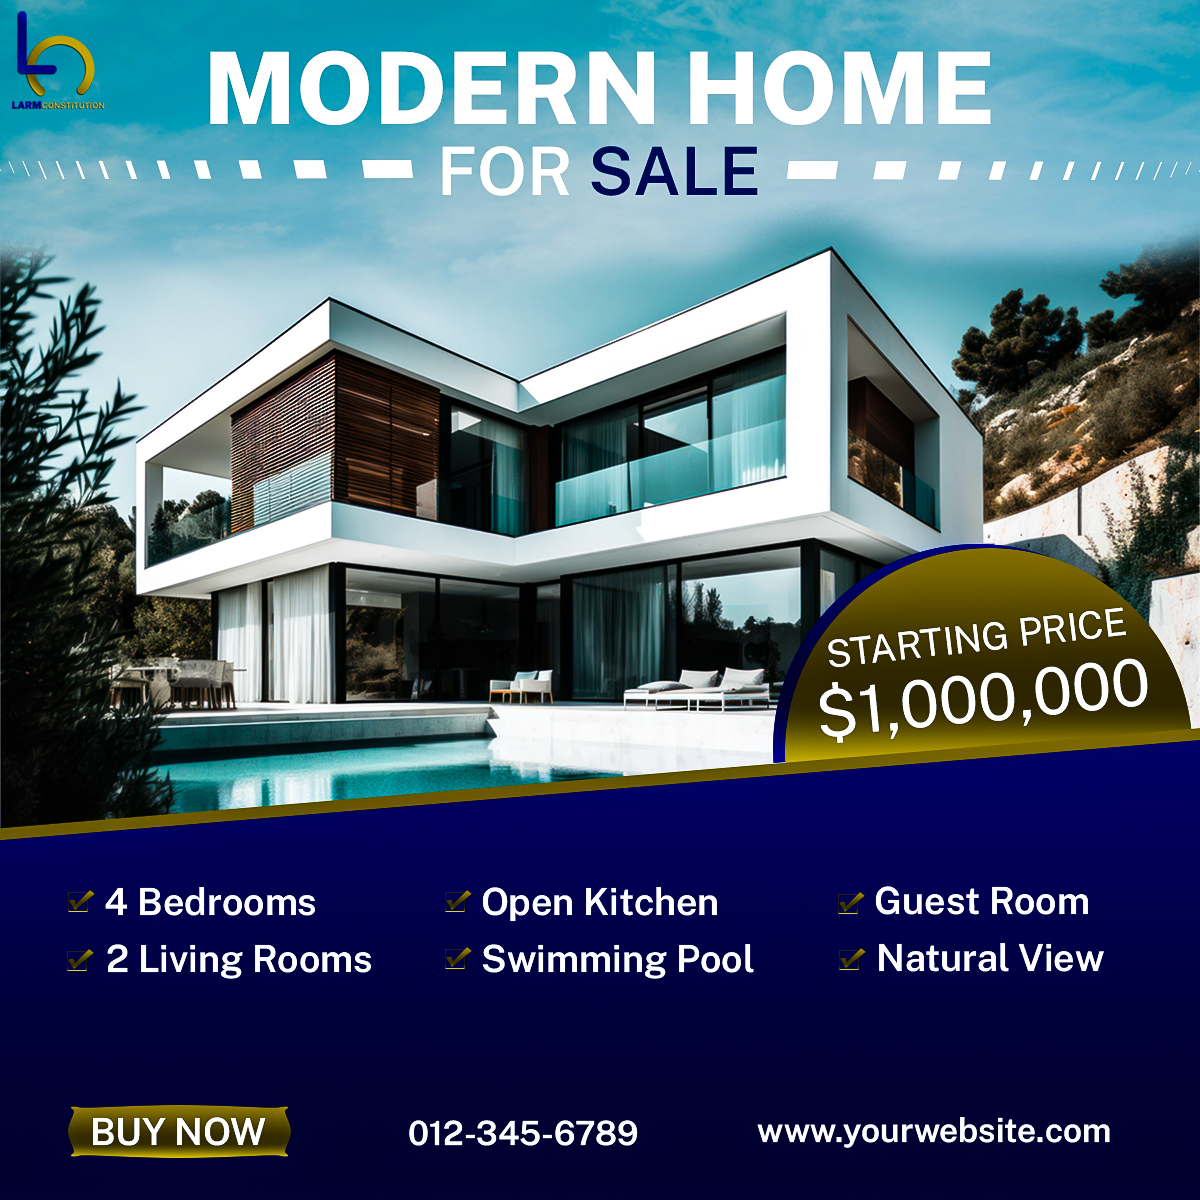 LARMCONSTITUTION
MODERN HOME
FOR SALE
STARTING PRICE
$1,000,000
4 Bedrooms
Open Kitchen
Guest Room
2 Living Rooms
Swimming Pool
Natural View
BUY NOW
012-345-6789
www.yourwebsite.com